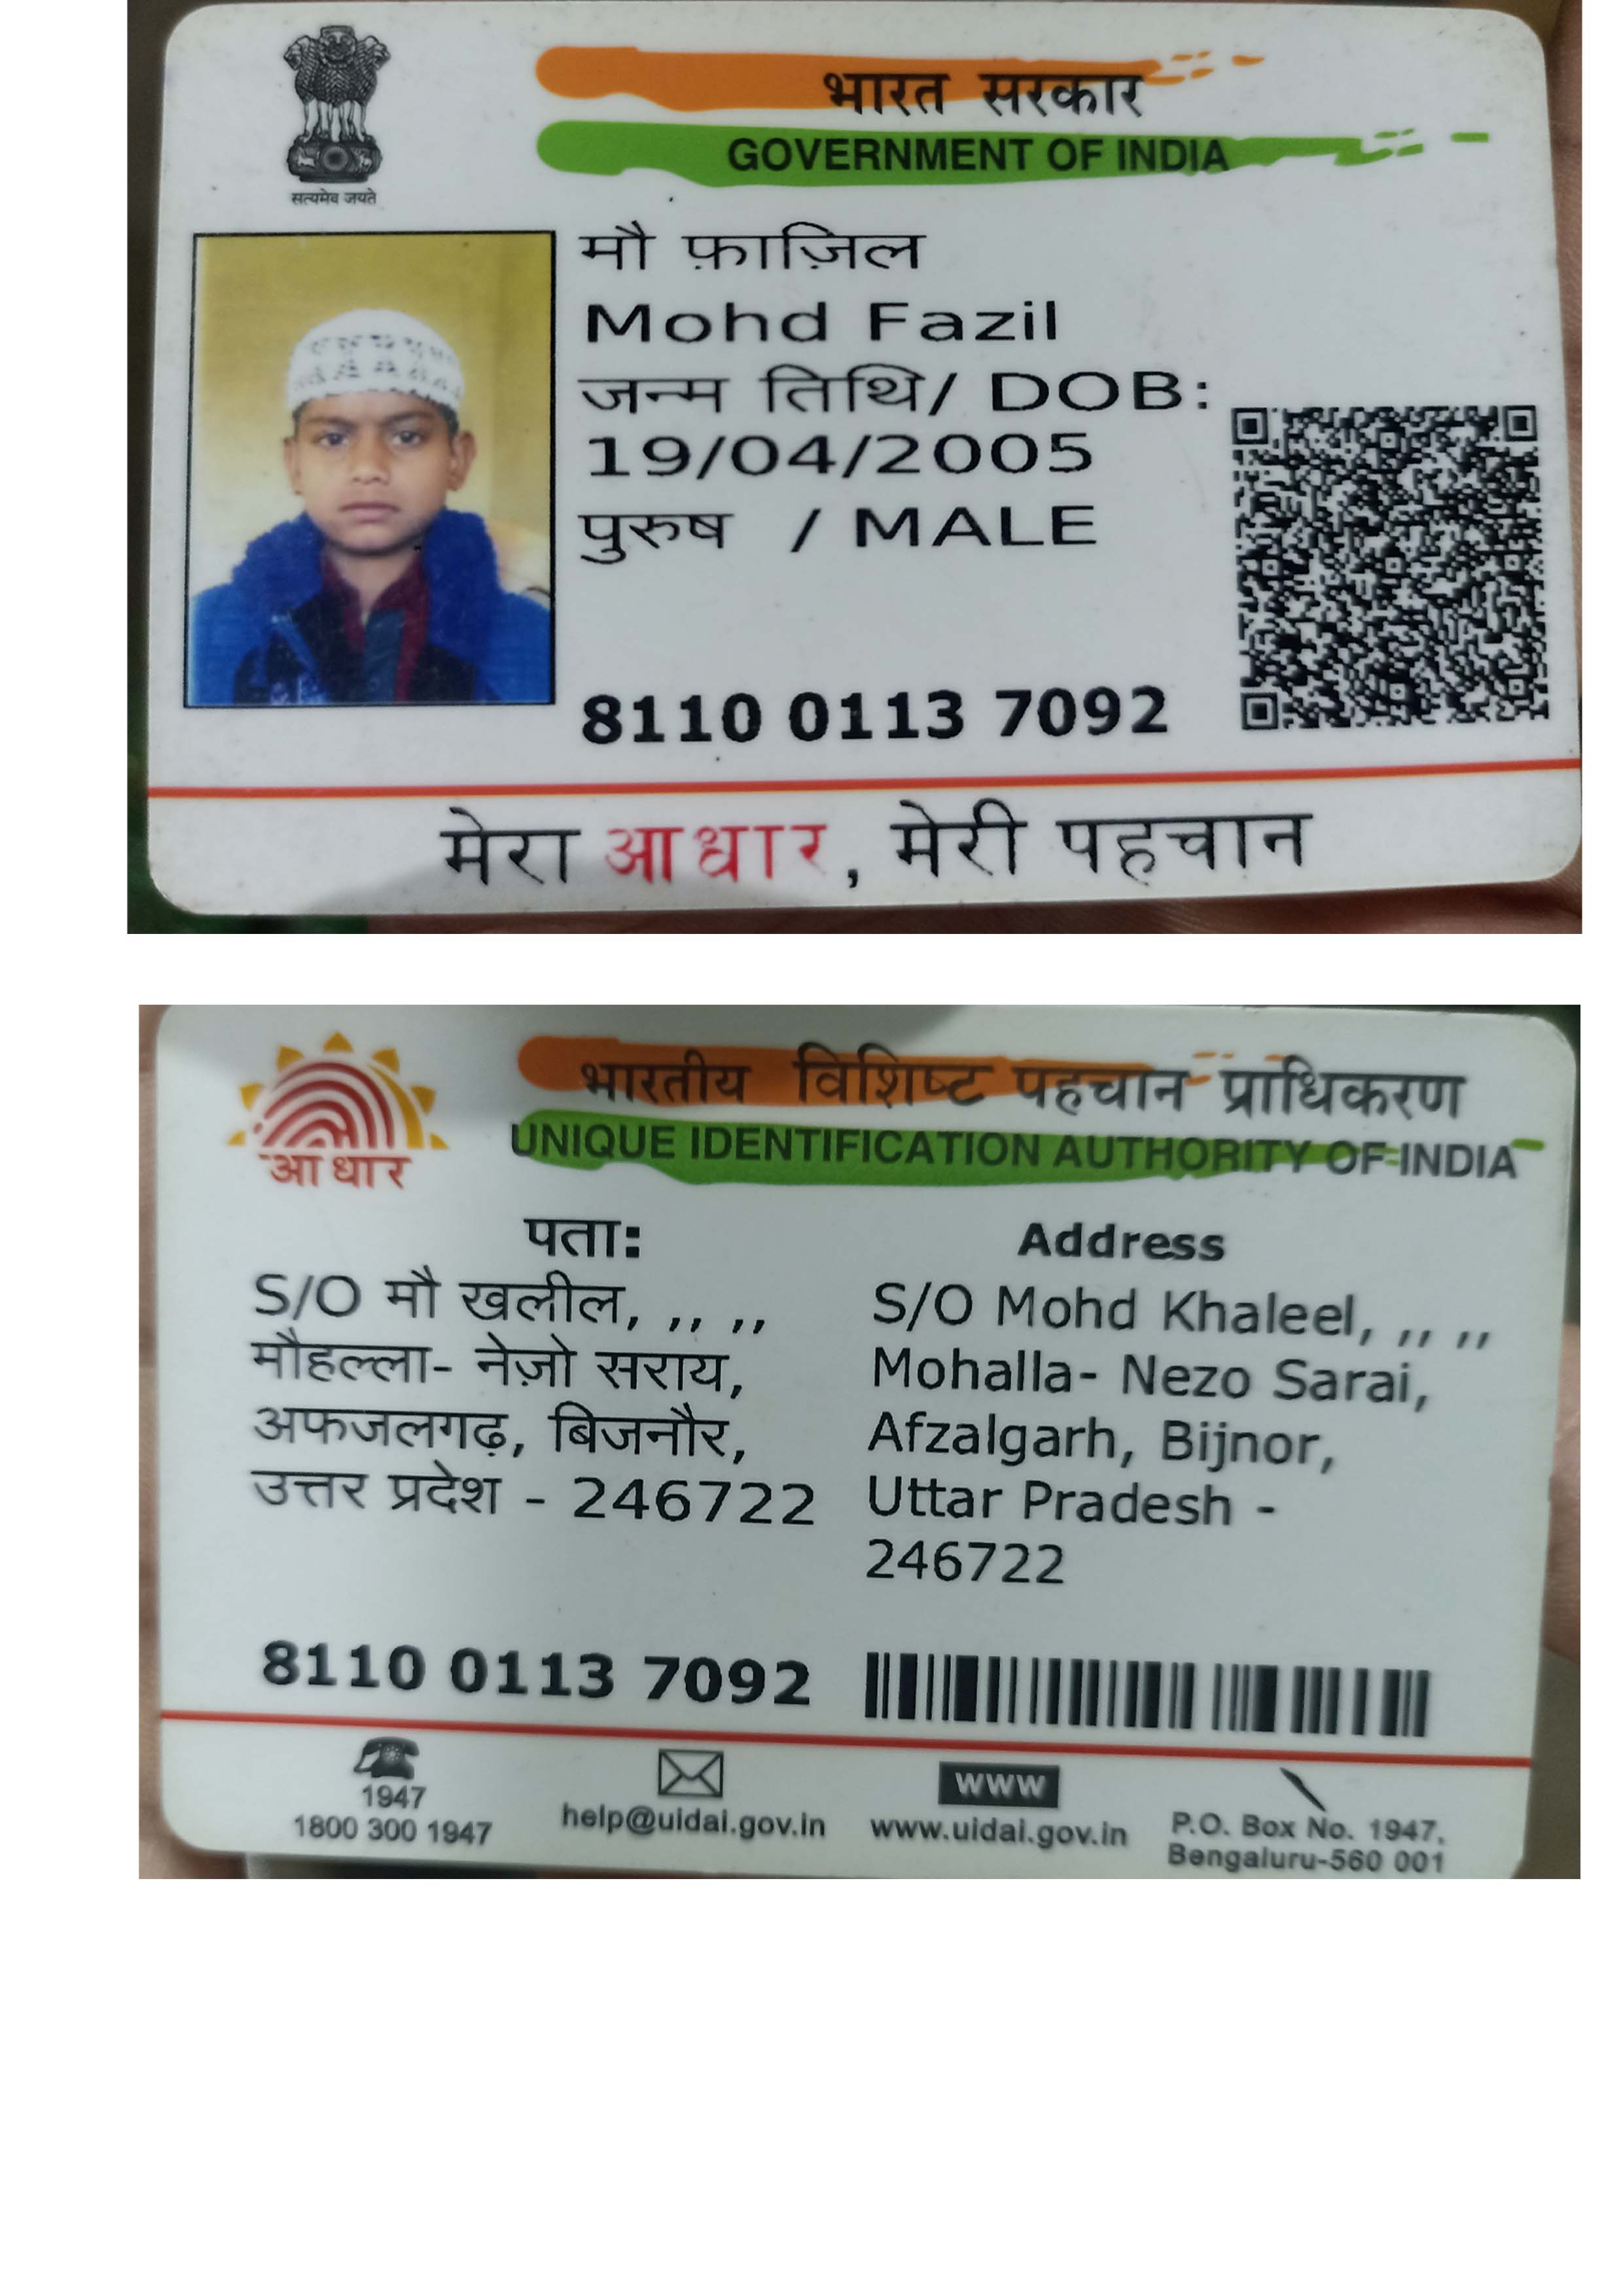 सत्यमेव जयते
भारत सरकार
GOVERNMENT OF INDIA
मौ फ़ाज़िल
Mohd Fazil
जन्म तिथि/ DOB:
19/04/2005
पुरुष / MALE
8110 0113 7092
मेरा आधार, मेरी पहचान
आधार
भारतीय विशिष्ट पहचान प्राधिकरण
UNIQUE IDENTIFICATION AUTHORITY OF INDIA
पता:
S/O मौ खलील, ,, ,,
मौहल्ला- नेज़ो सराय,
अफजलगढ़, बिजनौर,
उत्तर प्रदेश - 246722
Address
S/O Mohd Khaleel, ,, ,,
Mohalla- Nezo Sarai,
Afzalgarh, Bijnor,
Uttar Pradesh -
246722
8110 0113 7092
1947
1800 300 1947
help@uidai.gov.in
www
www.uidai.gov.in
P.O. Box No. 1947,
Bengaluru-560 001